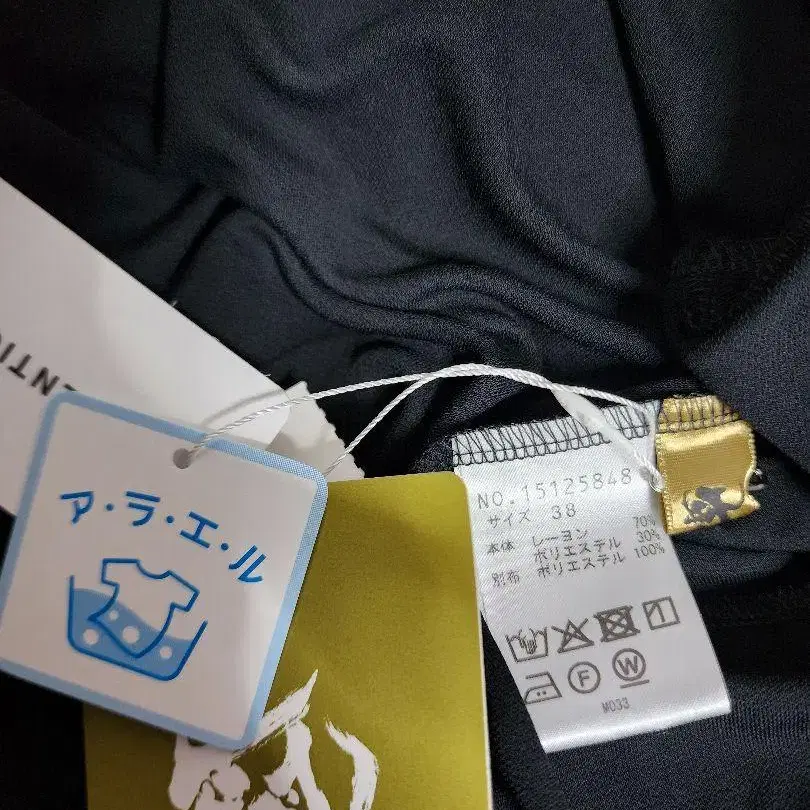 ENTI
ア・ラ・エ・ル
NO.15125848
サイズ 38
本体 レーヨン 70%
ポリエステル 30%
別布 ポリエステル 100%
F
W
M033